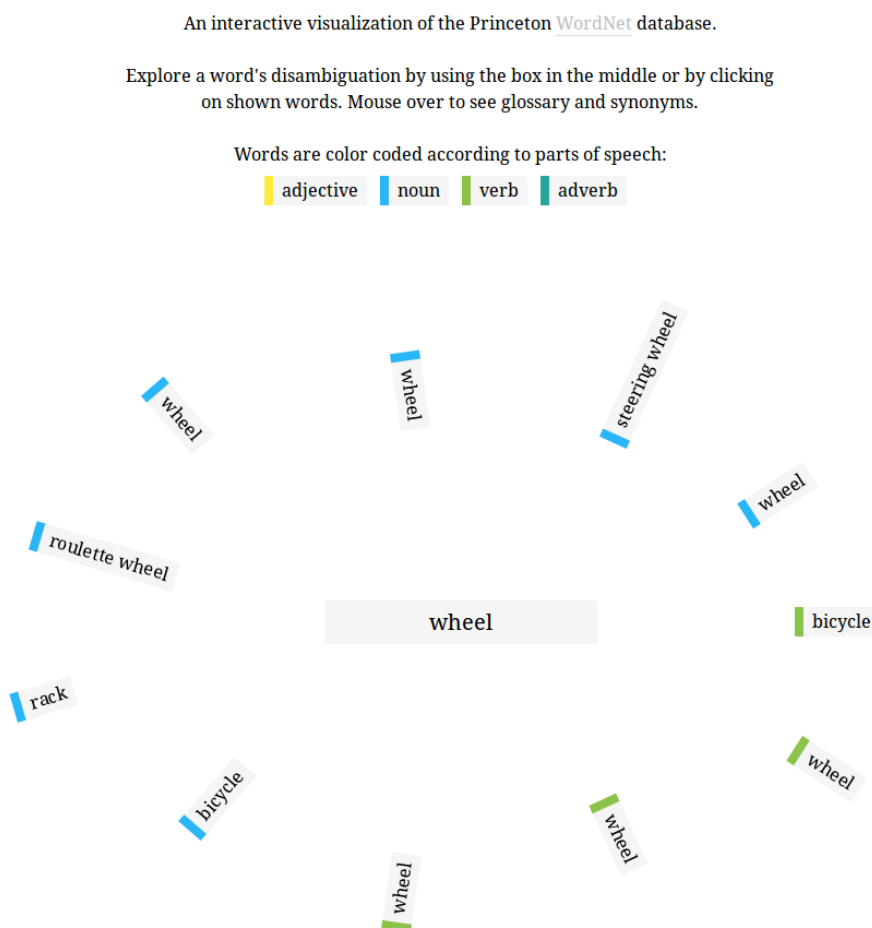 An interactive visualization of the Princeton WordNet database.
Explore a word's disambiguation by using the box in the middle or by clicking
on shown words. Mouse over to see glossary and synonyms.
Words are color coded according to parts of speech:
adjective noun verb adverb
steering wheel
wheel
wheel
wheel
roulette wheel
wheel
bicycle
rack
wheel
bicycle
wheel
wheel